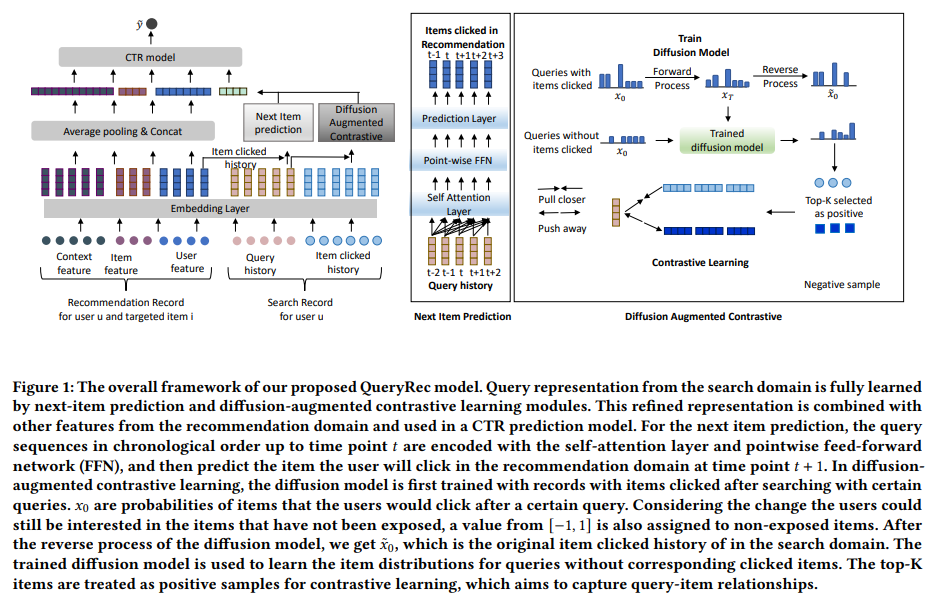 ỹ
CTR model
Average pooling & Concat
Next Item
prediction
Diffusion
Augmented
Contrastive
Item clicked
history
Embedding Layer
Context
feature
Item
feature
User
feature
Query
history
Item clicked
history
Recommendation Record
for user u and targeted item i
Search Record
for user u
Items clicked in
Recommendation
t-1 t t+1 t+2 t+3
Prediction Layer
Point-wise FFN
Self Attention
Layer
t-2 t-1 t t+1 t+2
Query history
Next Item Prediction
Train
Diffusion Model
Queries with
items clicked
x0
Forward
Process
xT
Reverse
Process
x̃0
Queries without
items clicked
x0
Trained
diffusion model
Pull closer
Push away
Top-K selected
as positive
Contrastive Learning
Negative sample
Diffusion Augmented Contrastive
Figure 1: The overall framework of our proposed QueryRec model. Query representation from the search domain is fully learned
by next-item prediction and diffusion-augmented contrastive learning modules. This refined representation is combined with
other features from the recommendation domain and used in a CTR prediction model. For the next item prediction, the query
sequences in chronological order up to time point t are encoded with the self-attention layer and pointwise feed-forward
network (FFN), and then predict the item the user will click in the recommendation domain at time point t + 1. In diffusion-
augmented contrastive learning, the diffusion model is first trained with records with items clicked after searching with certain
queries. x0 are probabilities of items that the users would click after a certain query. Considering the change the users could
still be interested in the items that have not been exposed, a value from [−1, 1] is also assigned to non-exposed items. After
the reverse process of the diffusion model, we get x̃0, which is the original item clicked history of in the search domain. The
trained diffusion model is used to learn the item distributions for queries without corresponding clicked items. The top-K
items are treated as positive samples for contrastive learning, which aims to capture query-item relationships.